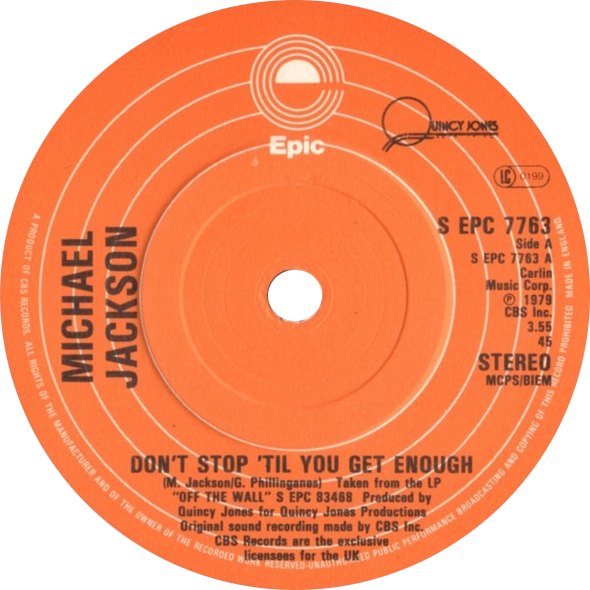 Epic
QUINCY JONES
LC 0199
MICHAEL
JACKSON
S EPC 7763
Side A
S EPC 7763 A
Carlin
Music Corp.
℗ 1979
CBS Inc.
3.55
45
STEREO
MCPS/BIEM
DON'T STOP 'TIL YOU GET ENOUGH
(M. Jackson/G. Phillinganes) Taken from the LP
"OFF THE WALL" S EPC 83468 Produced by
Quincy Jones for Quincy Jones Productions
Original sound recording made by CBS Inc.
CBS Records are the exclusive
licensees for the UK
A PRODUCT OF CBS RECORDS. ALL RIGHTS OF THE MANUFACTURER AND OF THE OWNER OF THE RECORDED WORK RESERVED-UNAUTHORIZED PUBLIC PERFORMANCE BROADCASTING AND COPYING OF THIS RECORD PROHIBITED MADE IN ENGLAND.